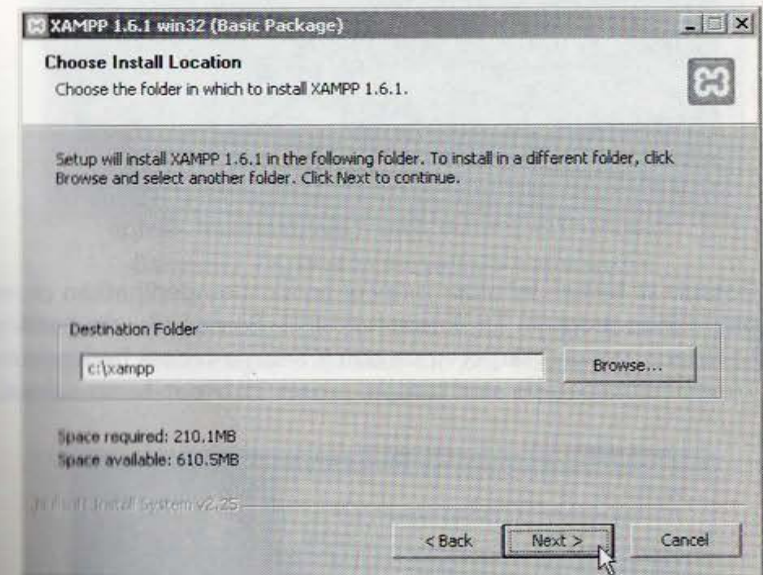 XAMPP 1.6.1 win32 (Basic Package)
Choose Install Location
Choose the folder in which to install XAMPP 1.6.1.
Setup will install XAMPP 1.6.1 in the following folder. To install in a different folder, click
Browse and select another folder. Click Next to continue.
Destination Folder
c:\xampp
Browse...
Space required: 210.1MB
Space available: 610.5MB
Install System v2.25
< Back
Next >
Cancel